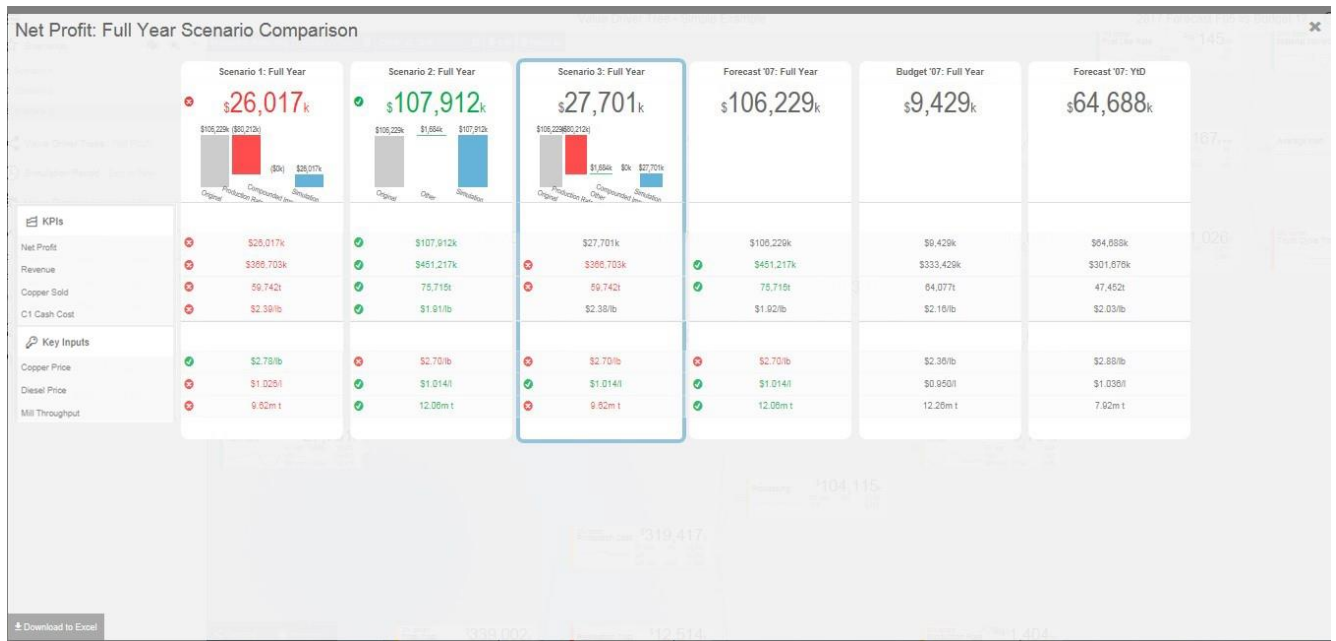 Net Profit: Full Year Scenario Comparison
Scenario 1: Full Year
$26,017k
$106,229k ($80,212k)
($0k) $26,017k
Original
Compounded
Simulation
Scenario 2: Full Year
$107,912k
$106,229k $1,684k $107,912k
Original
Other
Simulation
Scenario 3: Full Year
$27,701k
$1,684k $0k $27,701k
Original
Other
Compounded
Simulation
Forecast '07: Full Year
$106,229k
Budget '07: Full Year
$9,429k
Forecast '07: YtD
$64,688k
KPIs
Net Profit $26,017k $107,912k $27,701k $106,229k $9,429k $64,688k
Revenue $366,703k $451,217k $366,703k $451,217k $333,429k $301,676k
Copper Sold 59,742t 75,716t 59,742t 75,716t 64,077t 47,452t
C1 Cash Cost $2.39/lb $1.91/lb $2.38/lb $1.92/lb $2.16/lb $2.03/lb
Key Inputs
Copper Price $2.78/lb $2.70/lb $2.70/lb $2.70/lb $2.36/lb $2.88/lb
Diesel Price $1.026/l $1.014/l $1.014/l $1.014/l $0.950/l $1.036/l
Mill Throughput 9.62m t 12.06m t 9.62m t 12.06m t 12.26m t 7.92m t
Download to Excel